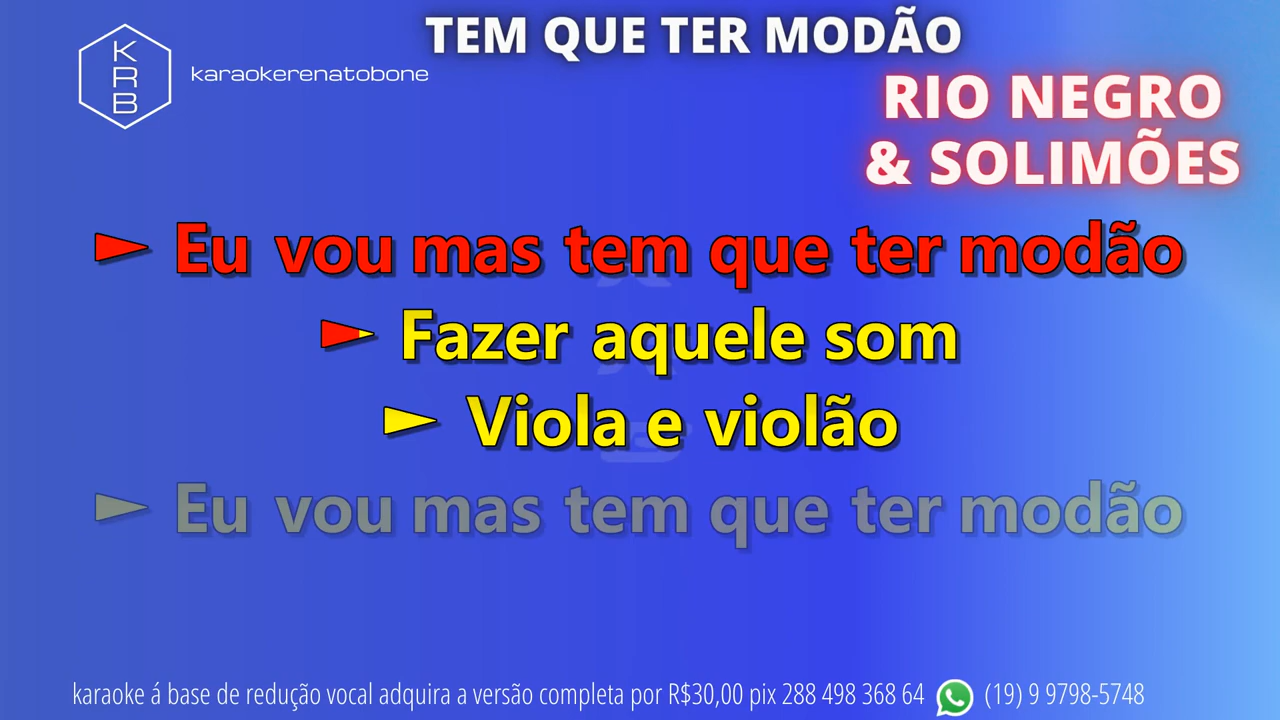 TEM QUE TER MODÃO
K
R
B
karaokerenatobone
RIO NEGRO
& SOLIMÕES
► Eu vou mas tem que ter modão
► Fazer aquele som
► Viola e violão
► Eu vou mas tem que ter modão
karaoke á base de redução vocal adquira a versão completa por R$30,00 pix 288 498 368 64 (19) 9 9798-5748